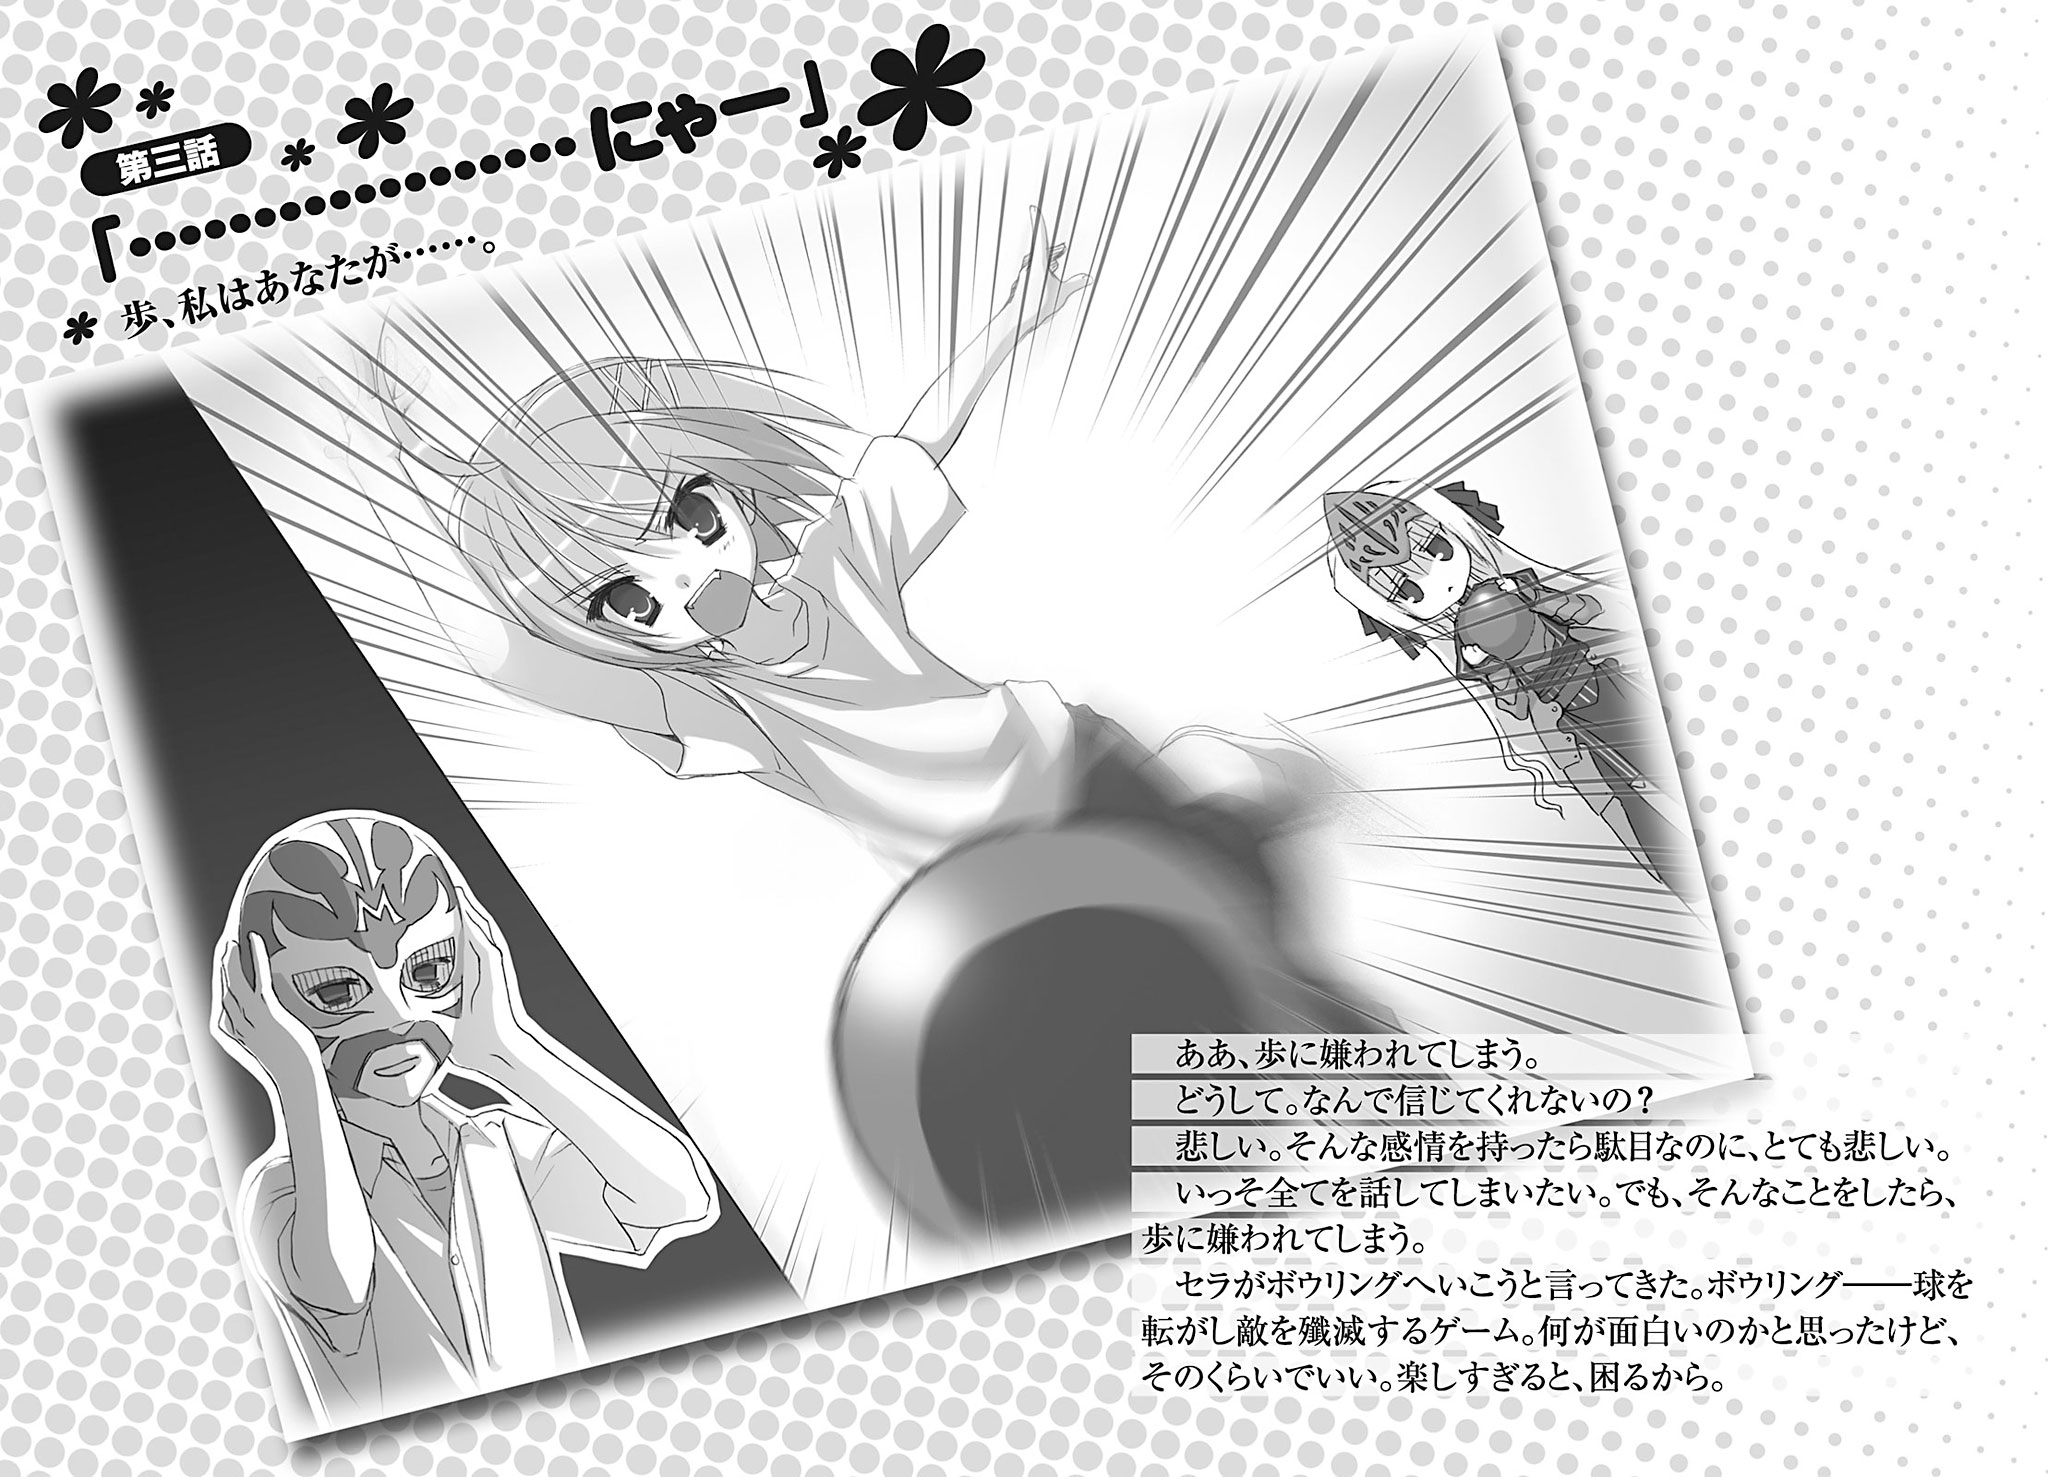 第三話
「………………にゃー」
歩、私はあなたが……。
M
ああ、歩に嫌われてしまう。
どうして。なんで信じてくれないの？
悲しい。そんな感情を持ったら駄目なのに、とても悲しい。
いっそ全てを話してしまいたい。でも、そんなことをしたら、
歩に嫌われてしまう。
セラがボウリングへいこうと言ってきた。ボウリング――球を
転がし敵を殲滅するゲーム。何が面白いのかと思ったけど、
そのくらいでいい。楽しすぎると、困るから。